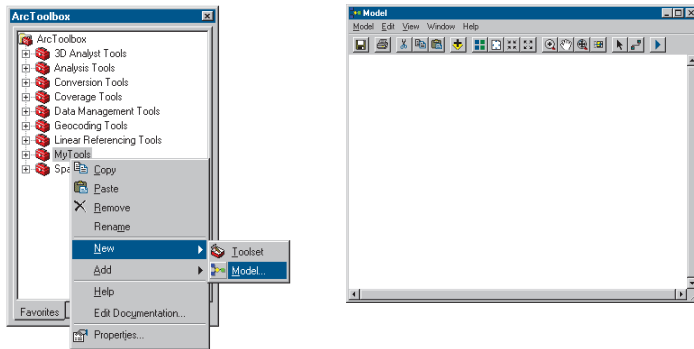 ArcToolbox
ArcToolbox
3D Analyst Tools
Analysis Tools
Conversion Tools
Coverage Tools
Data Management Tools
Geocoding Tools
Linear Referencing Tools
MyTools
Spa
Copy
Paste
Remove
Rename
New
Add
Help
Edit Documentation...
Properties...
Toolset
Model...
Favorites
Model
Model Edit View Window Help